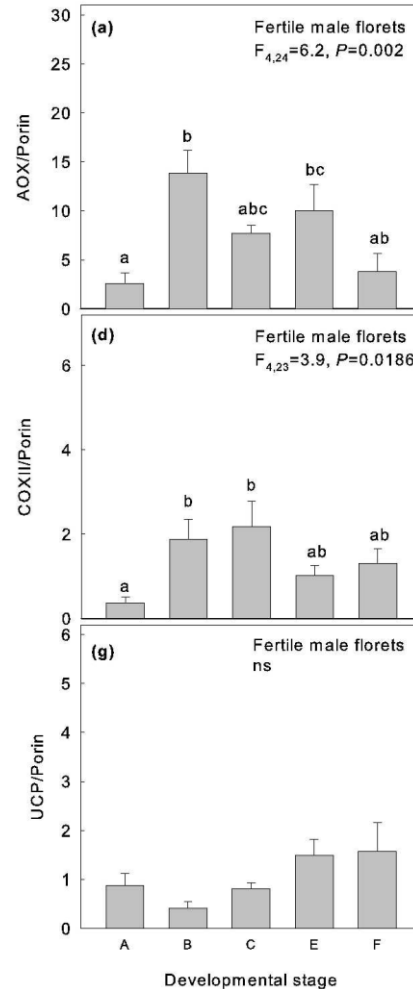 (a)
Fertile male florets
F4,24=6.2, P=0.002
30
25
20
15
10
5
0
AOX/Porin
a
b
abc
bc
ab
(d)
Fertile male florets
F4,23=3.9, P=0.0186
6
4
2
0
COXII/Porin
a
b
b
ab
ab
(g)
Fertile male florets
ns
6
5
4
3
2
1
0
UCP/Porin
A B C E F
Developmental stage